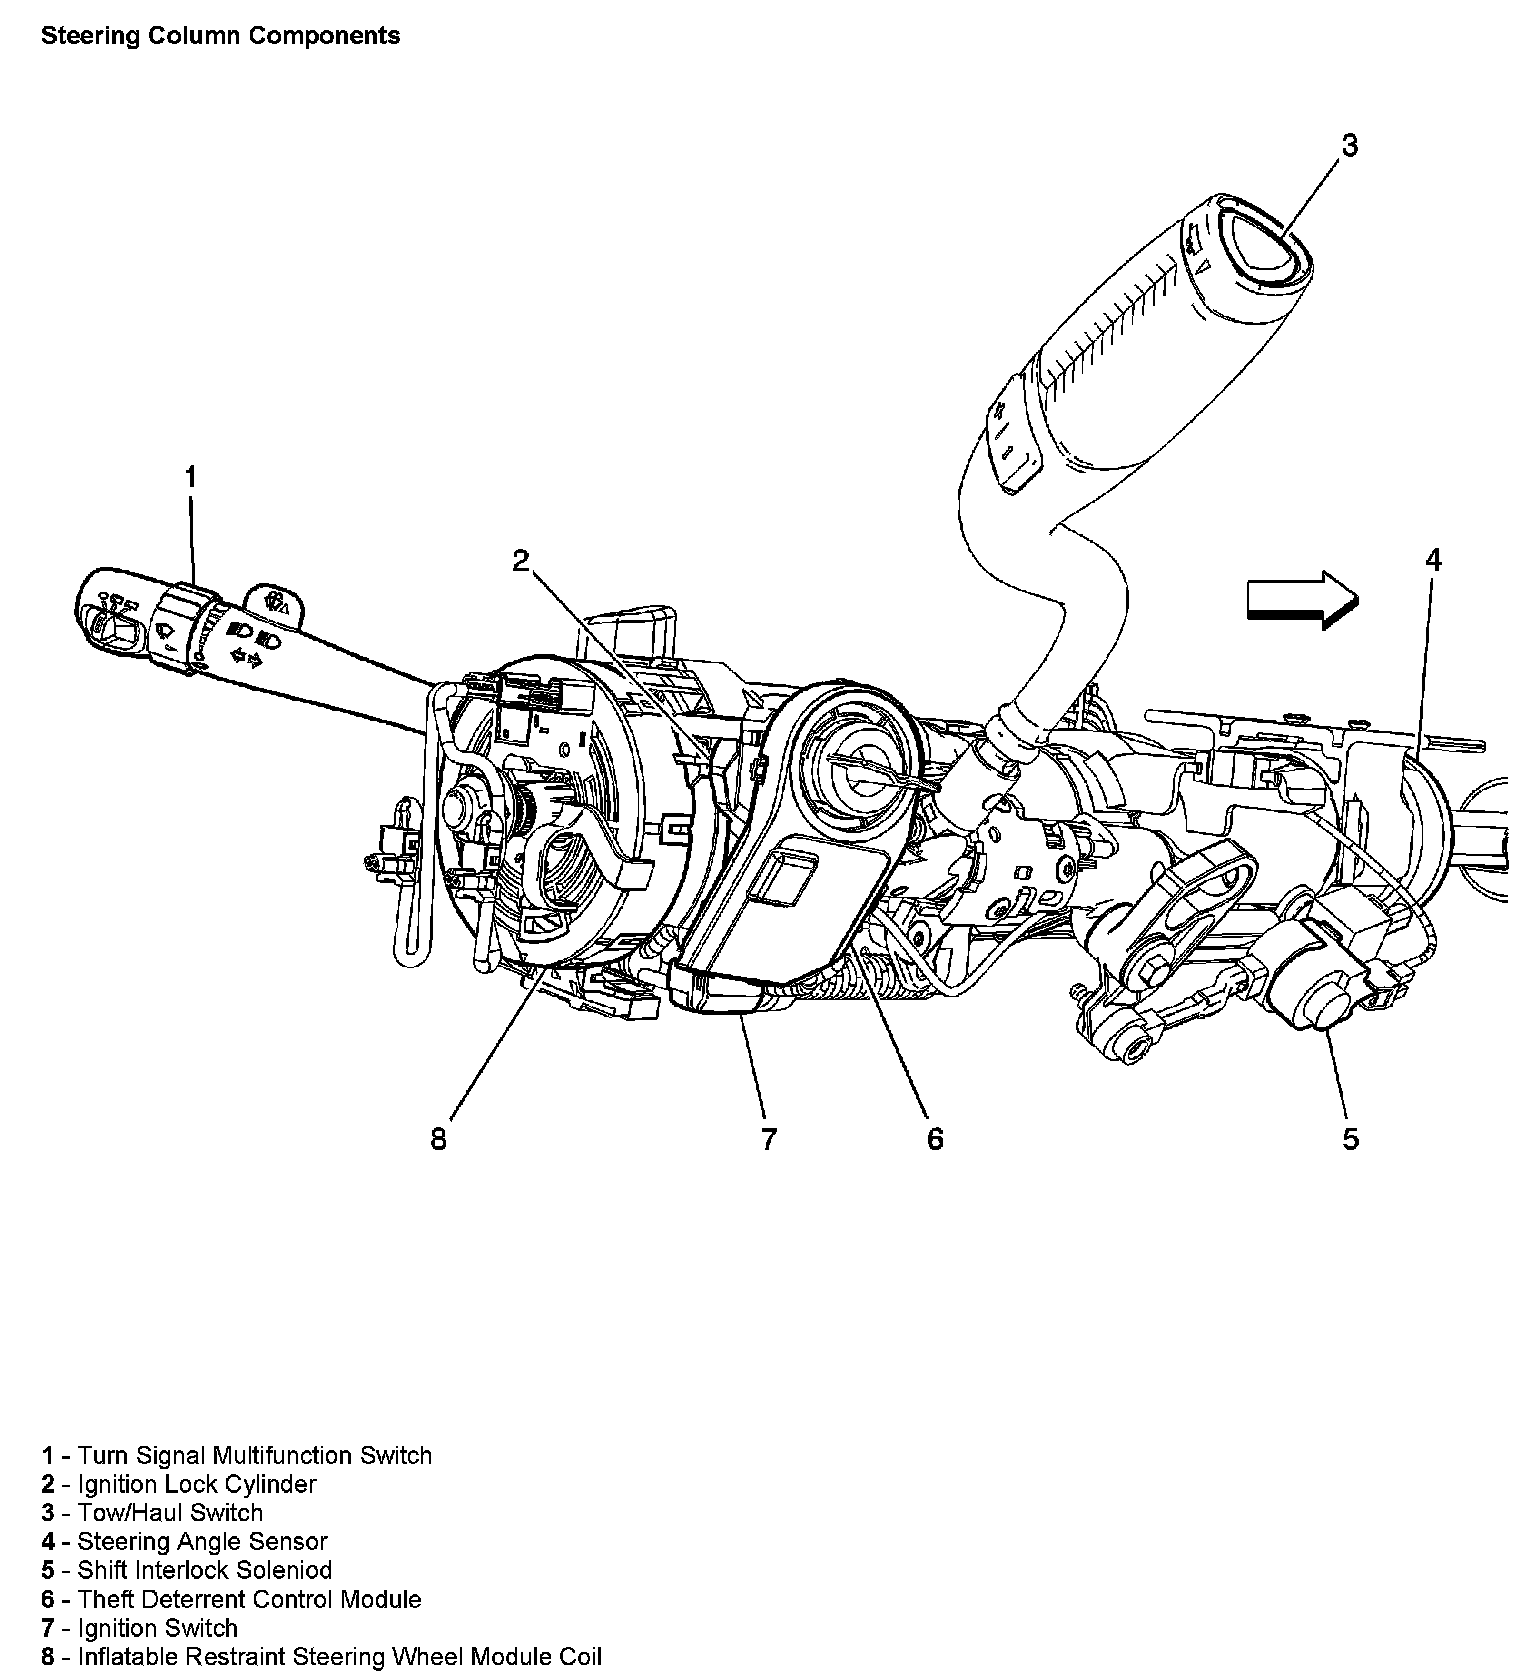 Steering Column Components
3
1
2
4
8
7
6
5
1 - Turn Signal Multifunction Switch
2 - Ignition Lock Cylinder
3 - Tow/Haul Switch
4 - Steering Angle Sensor
5 - Shift Interlock Soleniod
6 - Theft Deterrent Control Module
7 - Ignition Switch
8 - Inflatable Restraint Steering Wheel Module Coil